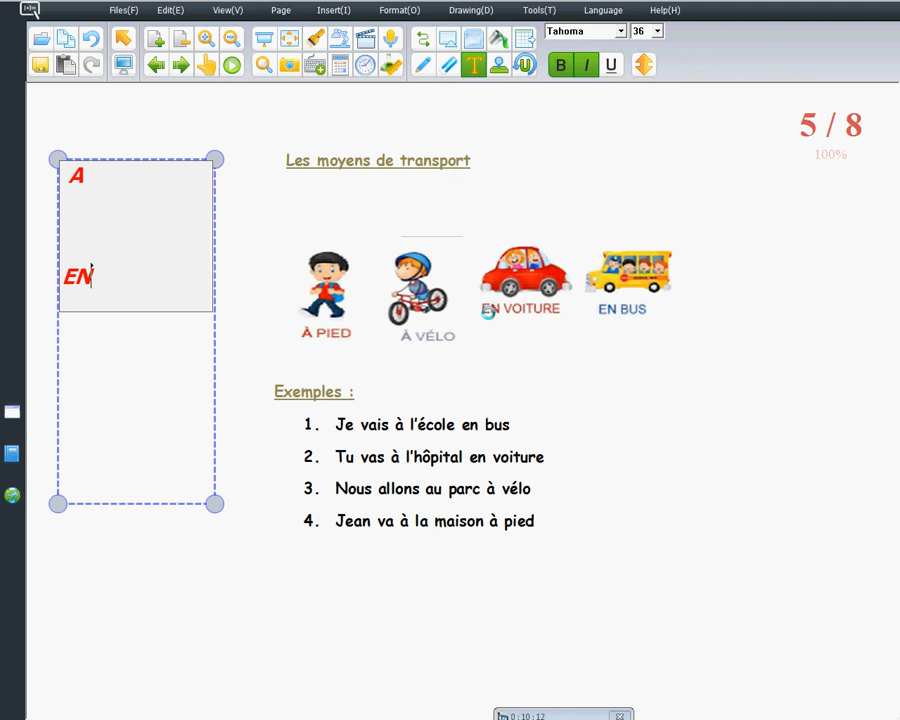 Files(F) Edit(E) View(V) Page Insert(I) Format(O) Drawing(D) Tools(T) Language Help(H)
Tahoma 36
T U B I U
5 / 8
100%
A
EN
Les moyens de transport
À PIED
À VÉLO
EN VOITURE
EN BUS
Exemples :
1. Je vais à l'école en bus
2. Tu vas à l'hôpital en voiture
3. Nous allons au parc à vélo
4. Jean va à la maison à pied
0:10:12